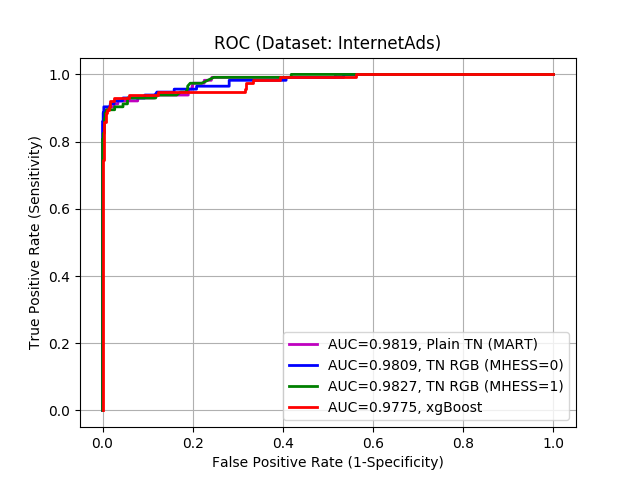 ROC (Dataset: InternetAds)
True Positive Rate (Sensitivity)
1.0
0.8
0.6
0.4
0.2
0.0
AUC=0.9819, Plain TN (MART)
AUC=0.9809, TN RGB (MHESS=0)
AUC=0.9827, TN RGB (MHESS=1)
AUC=0.9775, xgBoost
0.0 0.2 0.4 0.6 0.8 1.0
False Positive Rate (1-Specificity)